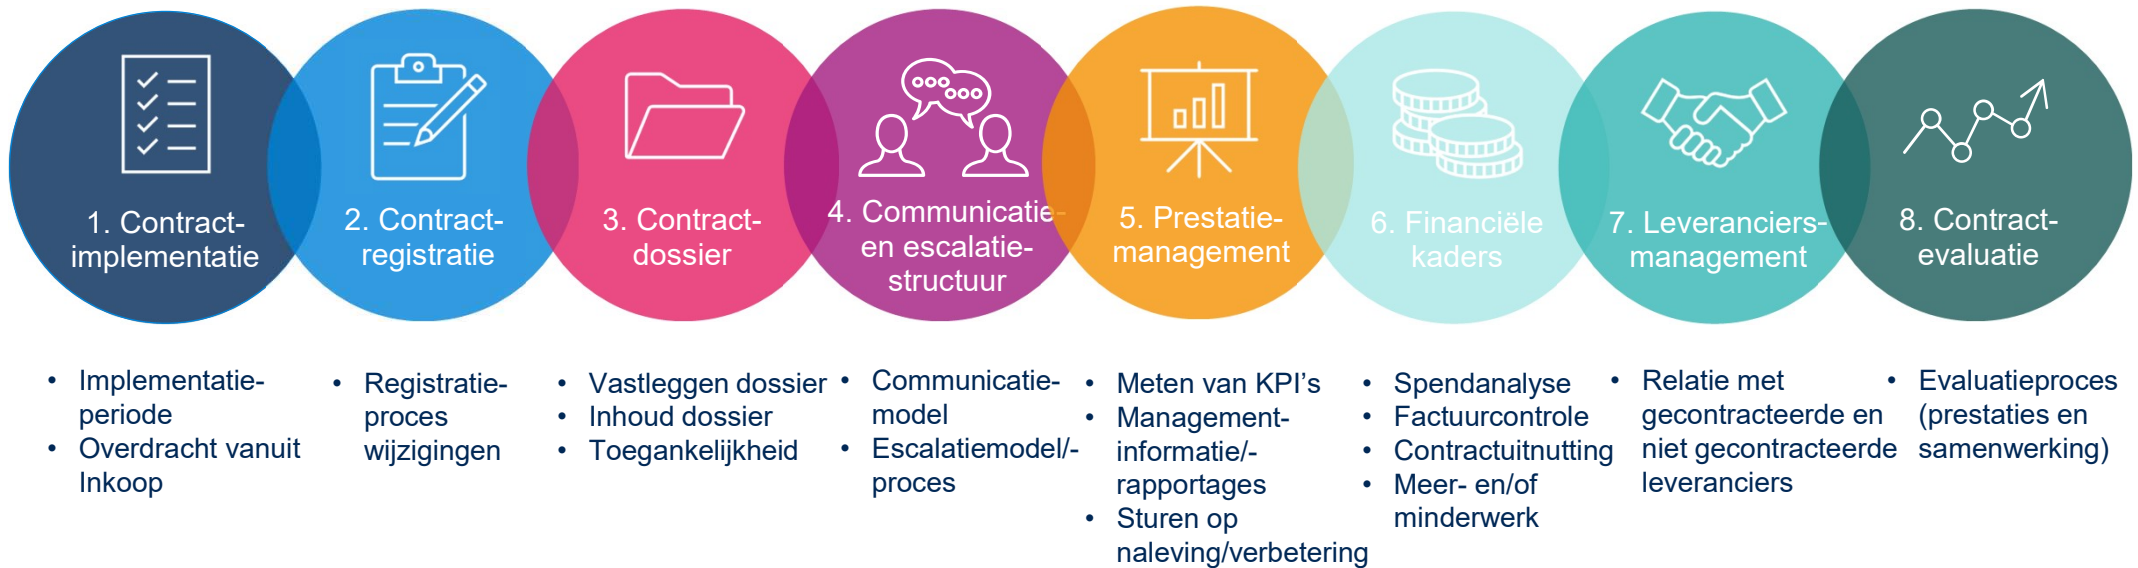 1. Contract-
implementatie
2. Contract-
registratie
3. Contract-
dossier
4. Communicatie-
en escalatie-
structuur
5. Prestatie-
management
6. Financiële
kaders
7. Leveranciers-
management
8. Contract-
evaluatie
• Implementatie-
periode
• Overdracht vanuit
Inkoop
• Registratie-
proces
wijzigingen
• Vastleggen dossier
• Inhoud dossier
• Toegankelijkheid
• Communicatie-
model
• Escalatiemodel/-
proces
• Meten van KPI’s
• Management-
informatie/-
rapportages
• Sturen op
naleving/verbetering
• Spendanalyse
• Factuurcontrole
• Contractuitnutting
• Meer- en/of
minderwerk
• Relatie met
gecontracteerde en
niet gecontracteerde
leveranciers
• Evaluatieproces
(prestaties en
samenwerking)